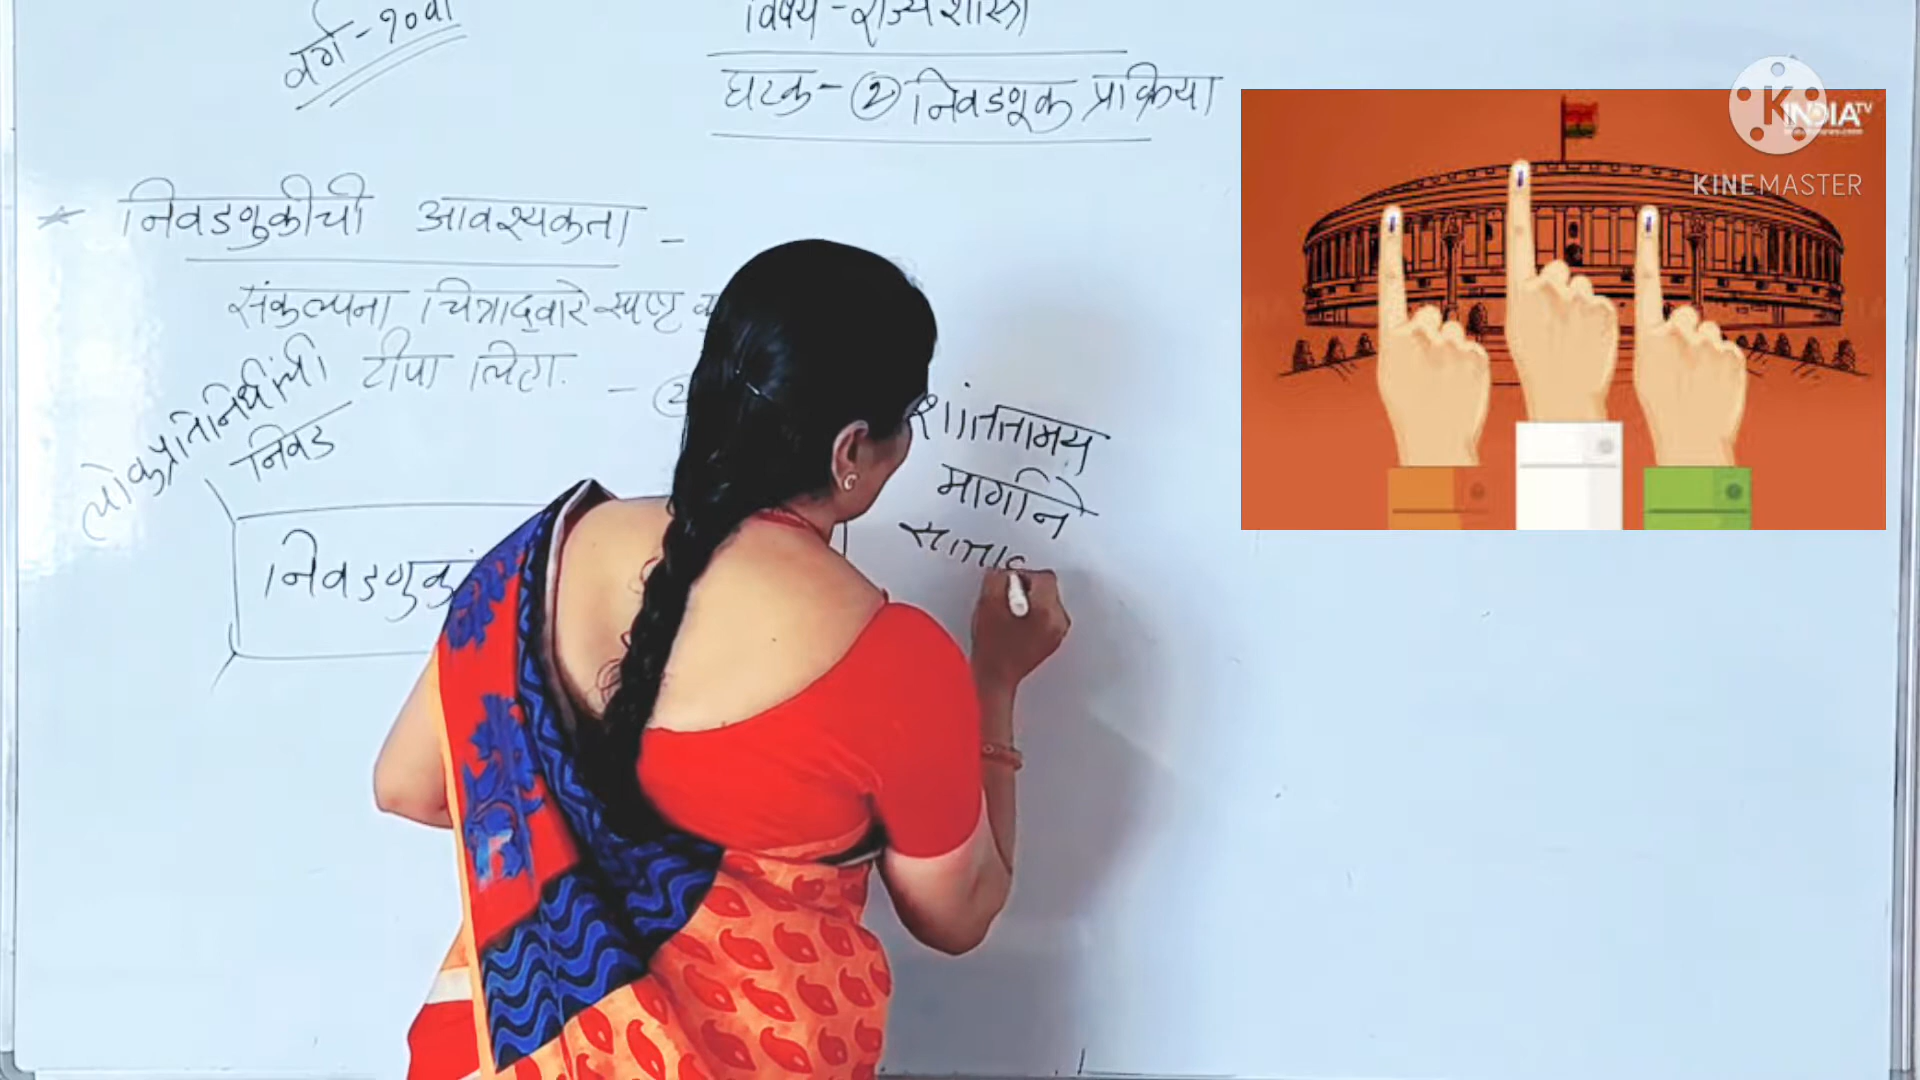 वर्ग - १०वा
विषय - राज्यशास्त्र
घटक - (२) निवडणूक प्रक्रिया
INDIA TV
KINEMASTER
निवडणुकीची आवश्यकता -
संकल्पना चित्राद्वारे स्पष्ट
टीपा लिहा.
लोकप्रतिनिधींची
निवड
शांततामय
मार्गाने
निवडणुक